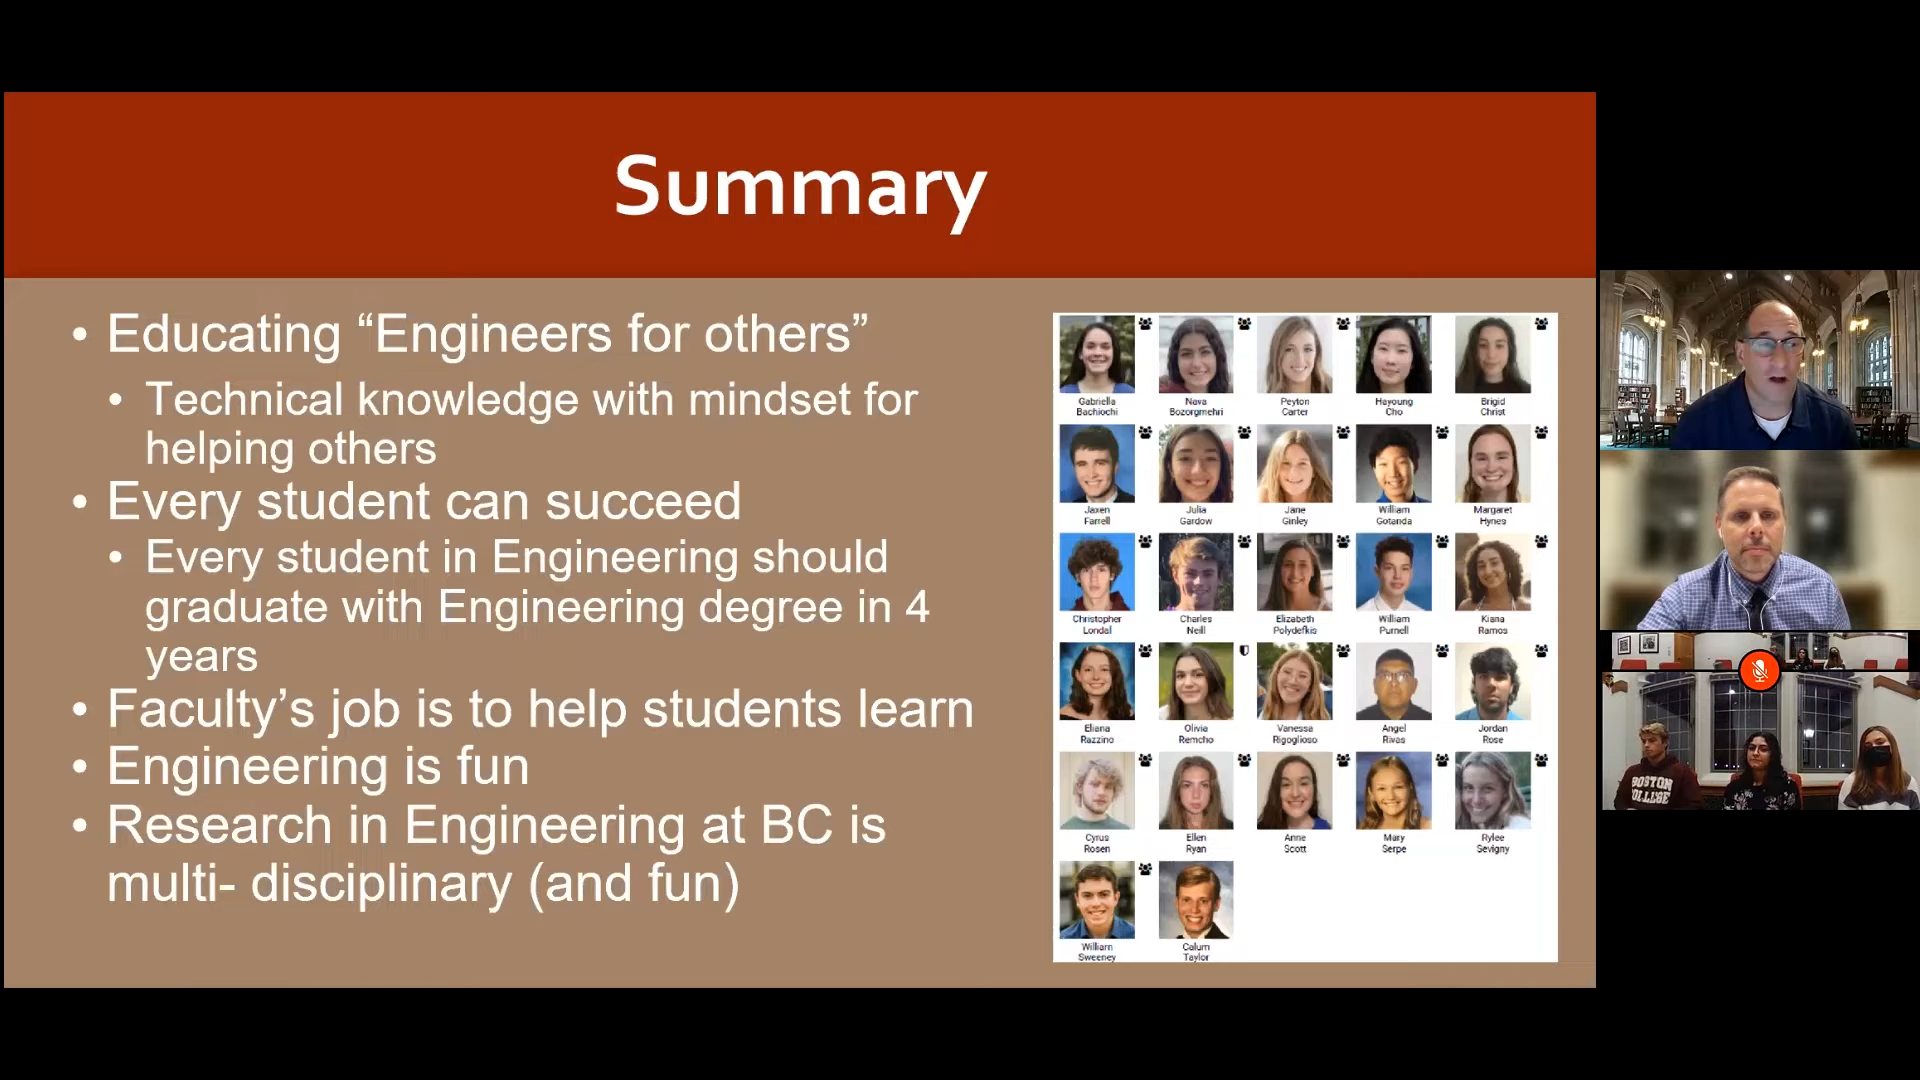 Summary
• Educating “Engineers for others”
• Technical knowledge with mindset for
helping others
• Every student can succeed
• Every student in Engineering should
graduate with Engineering degree in 4
years
• Faculty’s job is to help students learn
• Engineering is fun
• Research in Engineering at BC is
multi- disciplinary (and fun)
Gabriella
Bachiochi
Nava
Bozorgmehri
Peyton
Carter
Hayoung
Cho
Brigid
Christ
Jaxen
Farrell
Julia
Gardow
Jane
Ginley
William
Gotanda
Margaret
Hynes
Christopher
Londal
Charles
Neill
Elizabeth
Polydefkis
William
Purnell
Kiana
Ramos
Eliana
Razzino
Olivia
Remcho
Vanessa
Rigoglioso
Angel
Rivas
Jordan
Rose
Cyrus
Rosen
Ellen
Ryan
Anne
Scott
Mary
Serpe
Rylee
Sevigny
William
Sweeney
Calum
Taylor
BOSTON
COLLEGE